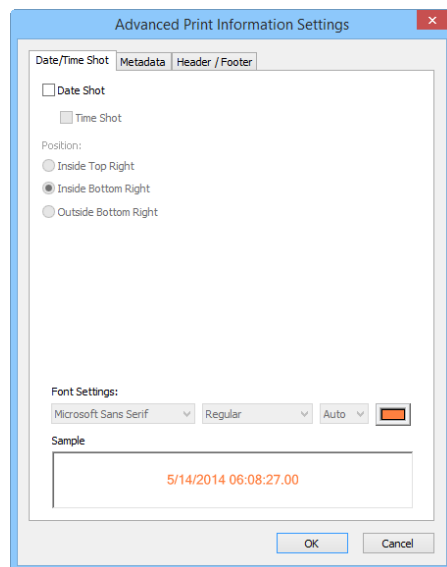 Advanced Print Information Settings
Date/Time Shot Metadata Header / Footer
Date Shot
Time Shot
Position:
Inside Top Right
Inside Bottom Right
Outside Bottom Right
Font Settings:
Microsoft Sans Serif Regular Auto
Sample
5/14/2014 06:08:27.00
OK Cancel